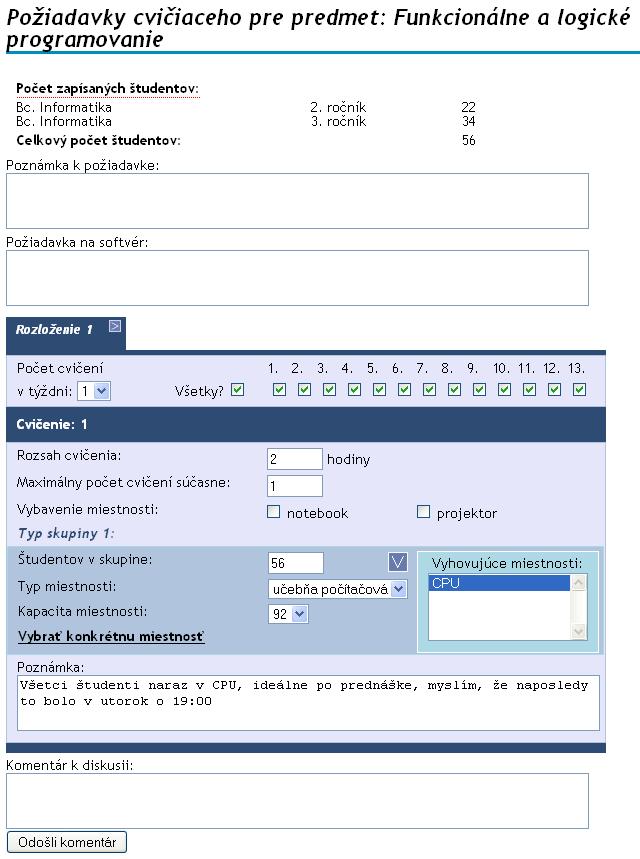 Požiadavky cvičiaceho pre predmet: Funkcionálne a logické
programovanie
Počet zapísaných študentov:
Bc. Informatika 2. ročník 22
Bc. Informatika 3. ročník 34
Celkový počet študentov: 56
Poznámka k požiadavke:
Požiadavka na softvér:
Rozloženie 1 >
Počet cvičení 1. 2. 3. 4. 5. 6. 7. 8. 9. 10. 11. 12. 13.
v týždni: 1 Všetky?
Cvičenie: 1
Rozsah cvičenia: 2 hodiny
Maximálny počet cvičení súčasne: 1
Vybavenie miestnosti: notebook projektor
Typ skupiny 1:
Študentov v skupine: 56 V Vyhovujúce miestnosti:
Typ miestnosti: učebňa počítačová CPU
Kapacita miestnosti: 92
Vybrať konkrétnu miestnosť
Poznámka:
Všetci študenti naraz v CPU, ideálne po prednáške, myslím, že naposledy
to bolo v utorok o 19:00
Komentár k diskusii:
Odošli komentár